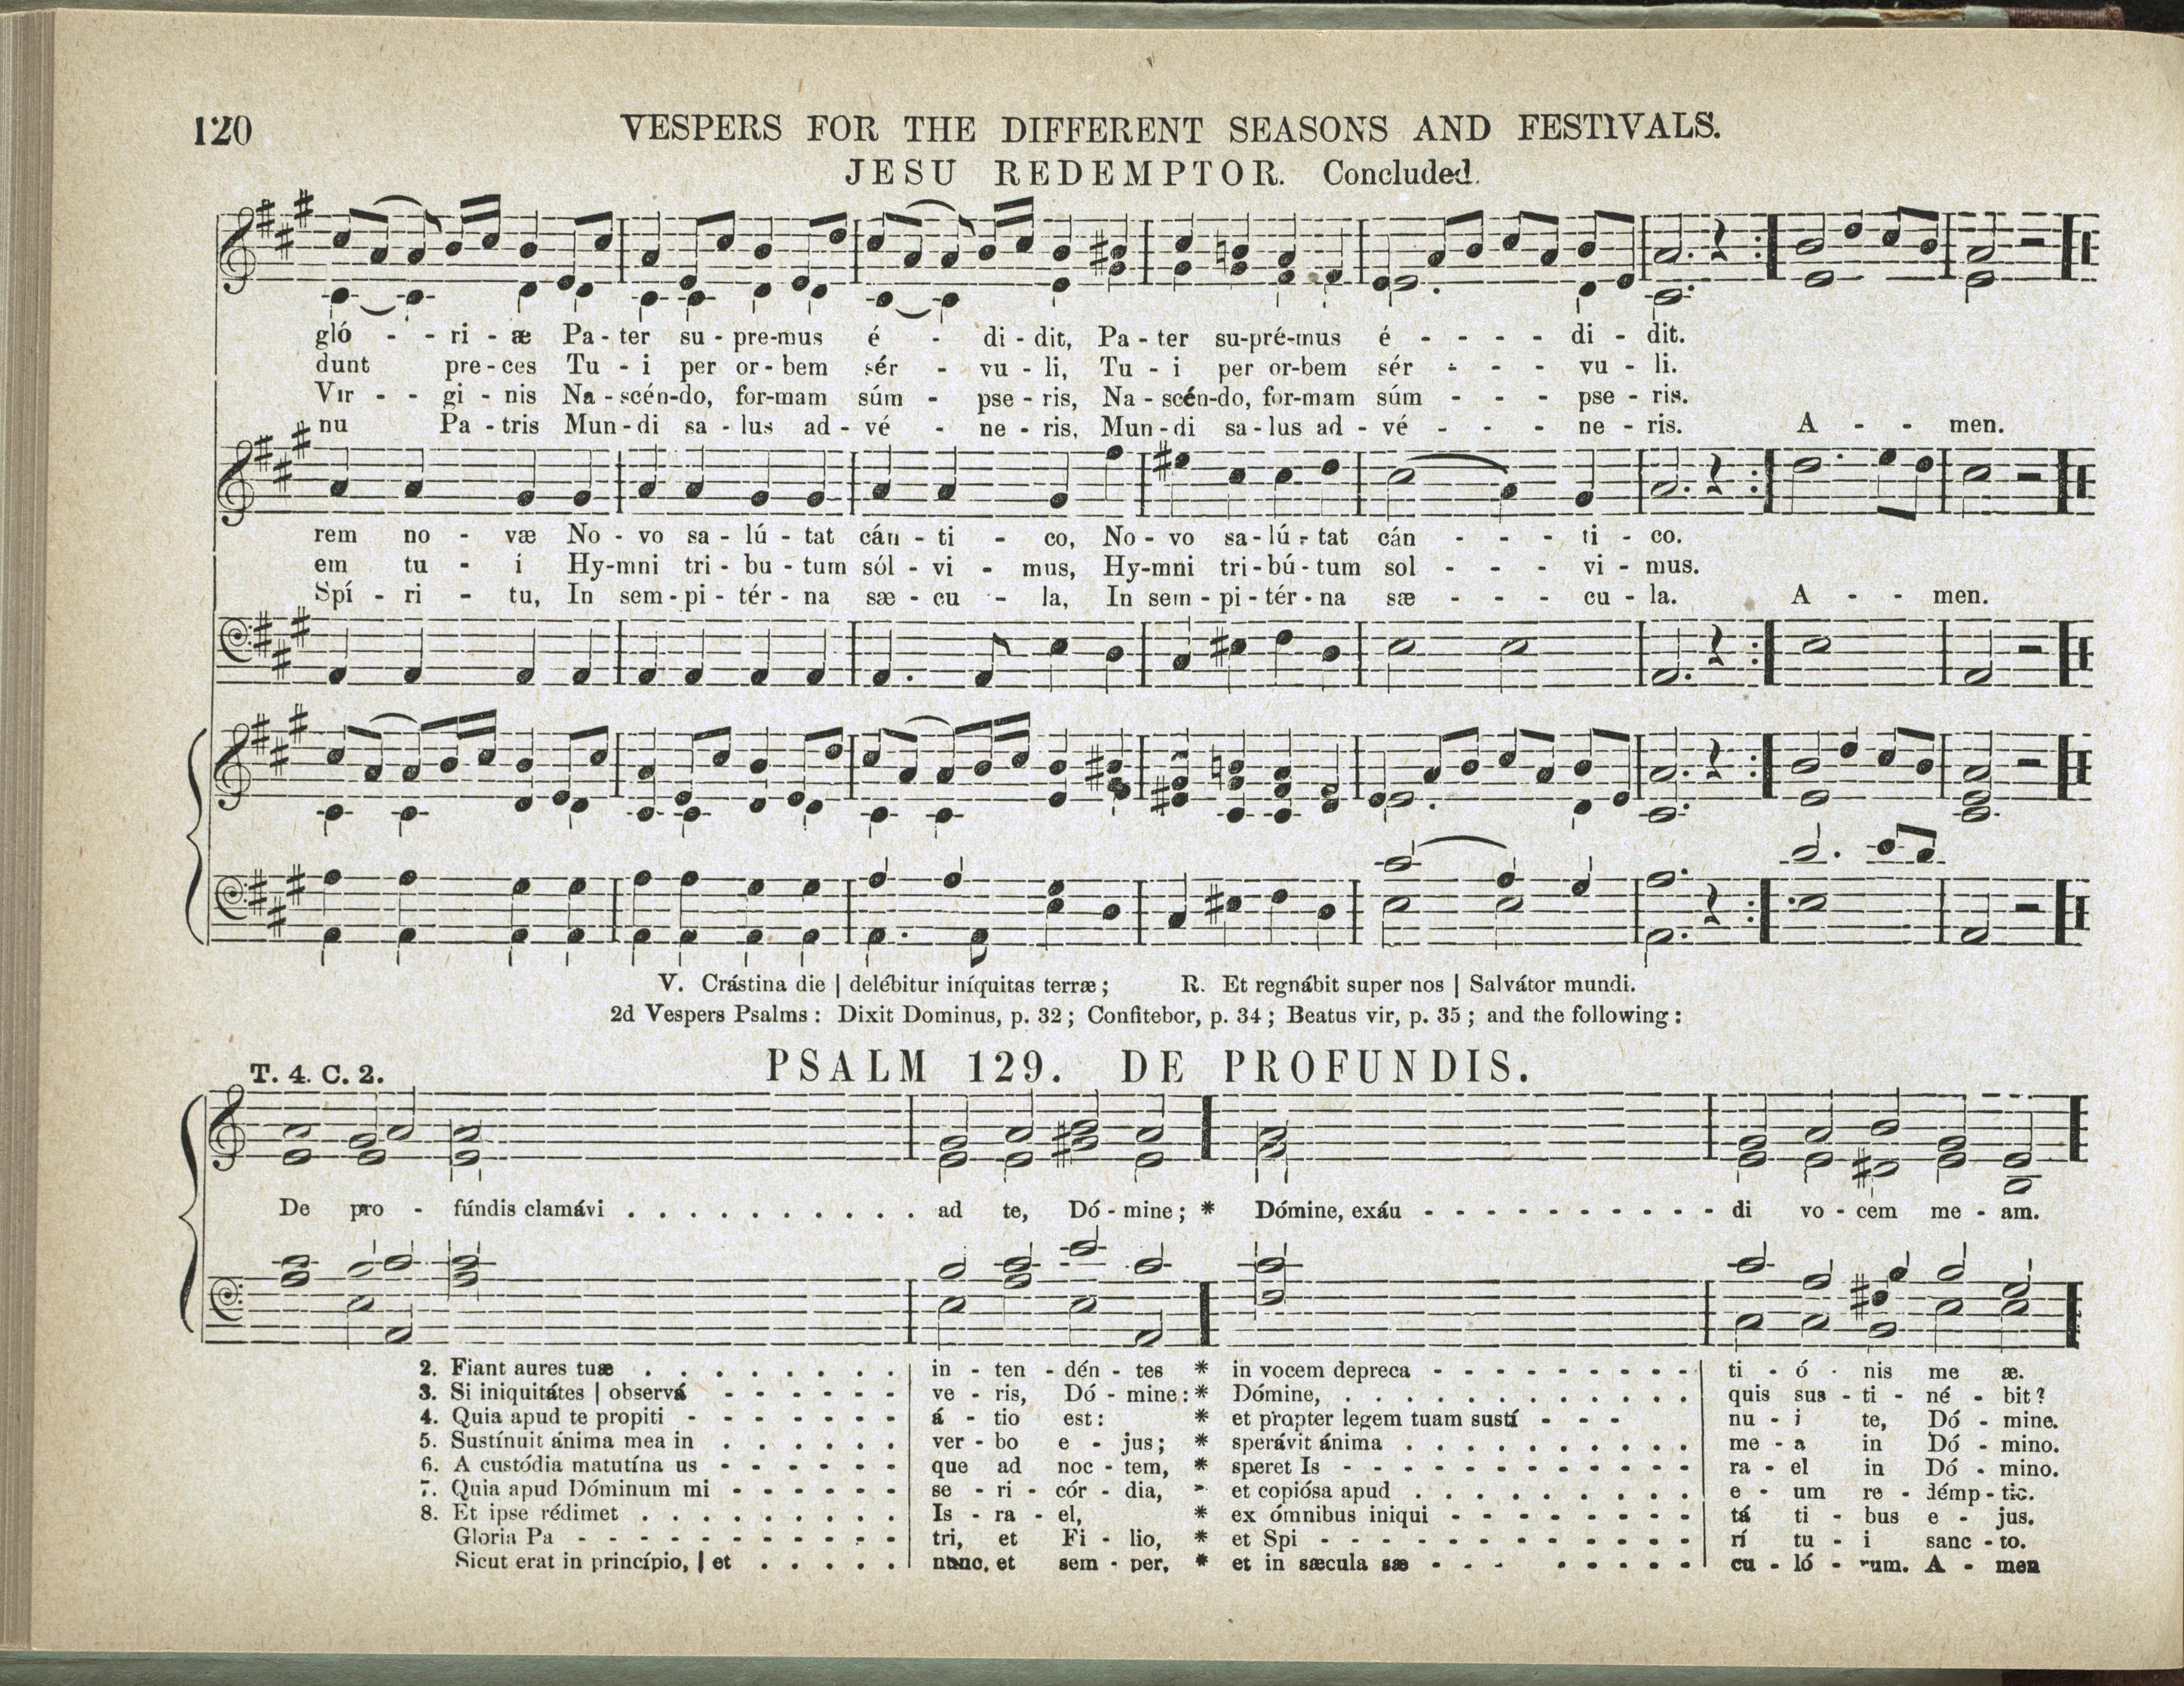 120
VESPERS FOR THE DIFFERENT SEASONS AND FESTIVALS.
JESU REDEMPTOR. Concluded.
gló - - ri - æ Pa - ter su - pre-mus é - di - dit, Pa - ter su-pré-mus é - - - - di - dit.
dunt pre - ces Tu - i per or - bem sér - vu - li, Tu - i per or-bem sér - - - vu - li.
Vir - - gi - nis Na - scén-do, for-mam súm - pse - ris, Na - scén-do, for-mam súm - - - pse - ris.
nu Pa - tris Mun - di sa - lus ad - vé - ne - ris, Mun - di sa - lus ad - vé - - - ne - ris. A - - men.
rem no - væ No - vo sa - lú - tat cán - ti - co, No - vo sa - lú - tat cán - - - ti - co.
em tu - i Hy-mni tri - bu - tum sól - vi - mus, Hy-mni tri - bú - tum sol - - - vi - mus.
Spí - ri - tu, In sem - pi - tér - na sæ - cu - la, In sem - pi - tér - na sæ - - - cu - la. A - - men.
V. Crástina die | delébitur iníquitas terræ; R. Et regnábit super nos | Salvátor mundi.
2d Vespers Psalms: Dixit Dominus, p. 32; Confitebor, p. 34; Beatus vir, p. 35; and the following:
T. 4. C. 2.
PSALM 129. DE PROFUNDIS.
De pro - fúndis clamávi . . . . . . . . . . ad te, Dó - mine; * Dómine, exáu - - - - - - - - - - di vo - cem me - am.
2. Fiant aures tuæ . . . . . . . | in - ten - dén - tes * in vocem depreca - - - - - - - - - | ti - ó - nis me æ.
3. Si iniquitátes | observá - - - - - - | ve - ris, Dó - mine: * Dómine, . . . . . . . . . . . | quis sus - ti - né - bit?
4. Quia apud te propiti - - - - - - - | á - tio est: * et propter legem tuam sustí - - - | nu - i te, Dó - mine.
5. Sustínuit ánima mea in . . . . . . | ver - bo e - jus; * sperávit ánima . . . . . . . . . | me - a in Dó - mino.
6. A custódia matutína us - - - - - - | que ad noc - tem, * speret Is - - - - - - - - - - - | ra - el in Dó - mino.
7. Quia apud Dóminum mi - - - - - - | se - ri - cór - dia, * et copiósa apud . . . . . . . . . | e - um re - démp - tio.
8. Et ipse rédimet . . . . . . . . . | Is - ra - el, * ex ómnibus iniqui - - - - - - - - | tá ti - bus e - jus.
Gloria Pa - - - - - - - - - - - | tri, et Fi - lio, * et Spi - - - - - - - - - - - - | rí tu - i sanc - to.
Sicut erat in princípio, | et . . . . . | nunc, et sem - per, * et in sæcula sæ - - - - - - - - | cu - ló - rum. A - men